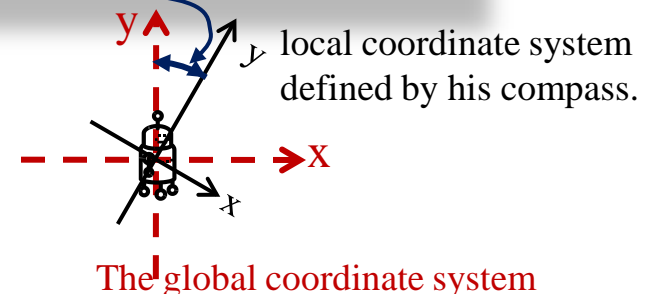 y
y
local coordinate system
defined by his compass.
x
x
The global coordinate system